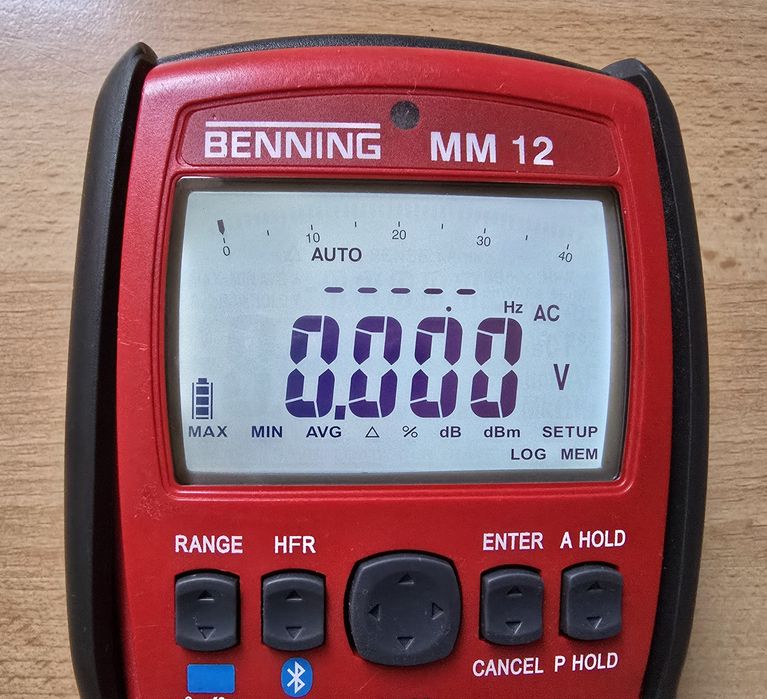 BENNING MM 12
0 10 20 30 40
AUTO
----- Hz AC
0.000 V
MAX MIN AVG △ % dB dBm SETUP
LOG MEM
RANGE HFR ENTER A HOLD
CANCEL P HOLD